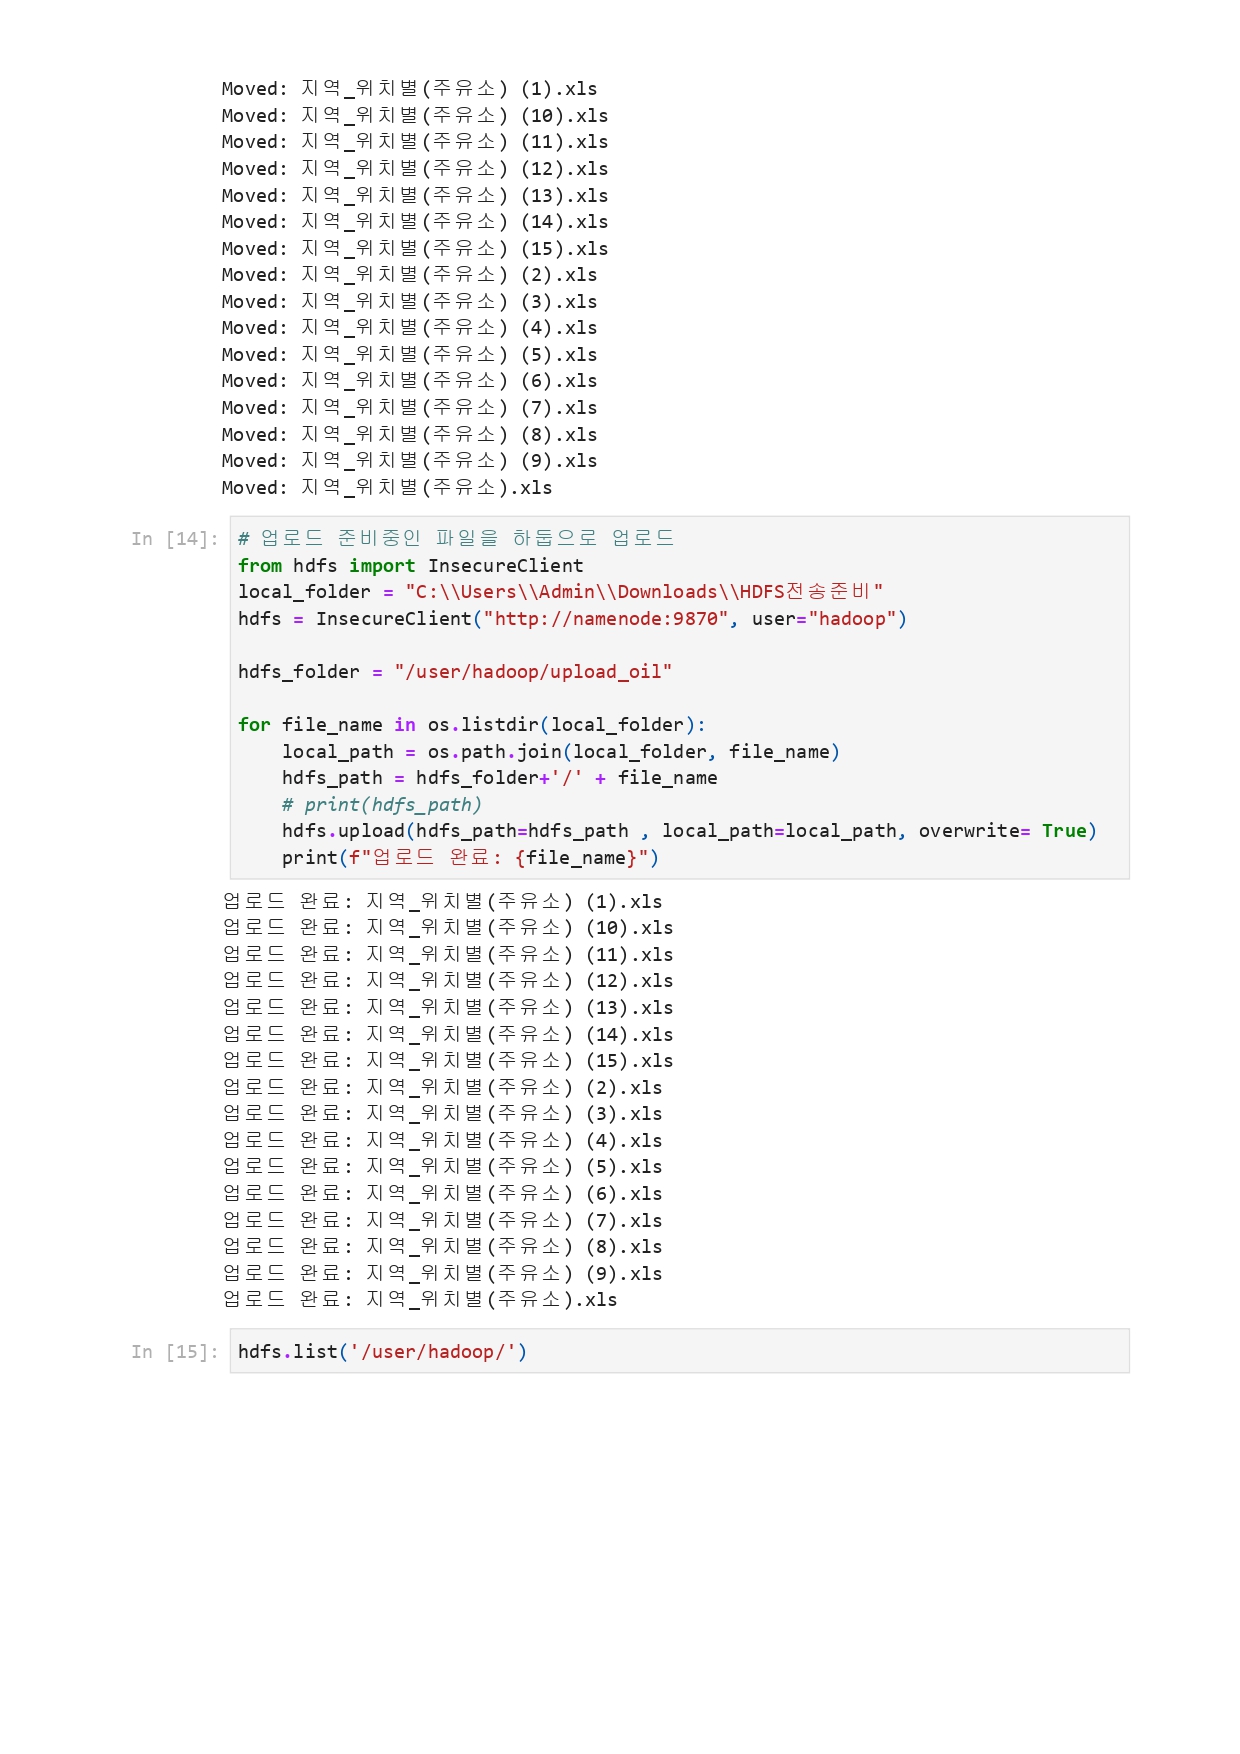 Moved: 지역_위치별(주유소) (1).xls
Moved: 지역_위치별(주유소) (10).xls
Moved: 지역_위치별(주유소) (11).xls
Moved: 지역_위치별(주유소) (12).xls
Moved: 지역_위치별(주유소) (13).xls
Moved: 지역_위치별(주유소) (14).xls
Moved: 지역_위치별(주유소) (15).xls
Moved: 지역_위치별(주유소) (2).xls
Moved: 지역_위치별(주유소) (3).xls
Moved: 지역_위치별(주유소) (4).xls
Moved: 지역_위치별(주유소) (5).xls
Moved: 지역_위치별(주유소) (6).xls
Moved: 지역_위치별(주유소) (7).xls
Moved: 지역_위치별(주유소) (8).xls
Moved: 지역_위치별(주유소) (9).xls
Moved: 지역_위치별(주유소).xls
In [14]: # 업로드 준비중인 파일을 하둡으로 업로드
from hdfs import InsecureClient
local_folder = "C:\\Users\\Admin\\Downloads\\HDFS전송준비"
hdfs = InsecureClient("http://namenode:9870", user="hadoop")
hdfs_folder = "/user/hadoop/upload_oil"
for file_name in os.listdir(local_folder):
    local_path = os.path.join(local_folder, file_name)
    hdfs_path = hdfs_folder+'/' + file_name
    # print(hdfs_path)
    hdfs.upload(hdfs_path=hdfs_path , local_path=local_path, overwrite= True)
    print(f"업로드 완료: {file_name}")
업로드 완료: 지역_위치별(주유소) (1).xls
업로드 완료: 지역_위치별(주유소) (10).xls
업로드 완료: 지역_위치별(주유소) (11).xls
업로드 완료: 지역_위치별(주유소) (12).xls
업로드 완료: 지역_위치별(주유소) (13).xls
업로드 완료: 지역_위치별(주유소) (14).xls
업로드 완료: 지역_위치별(주유소) (15).xls
업로드 완료: 지역_위치별(주유소) (2).xls
업로드 완료: 지역_위치별(주유소) (3).xls
업로드 완료: 지역_위치별(주유소) (4).xls
업로드 완료: 지역_위치별(주유소) (5).xls
업로드 완료: 지역_위치별(주유소) (6).xls
업로드 완료: 지역_위치별(주유소) (7).xls
업로드 완료: 지역_위치별(주유소) (8).xls
업로드 완료: 지역_위치별(주유소) (9).xls
업로드 완료: 지역_위치별(주유소).xls
In [15]: hdfs.list('/user/hadoop/')